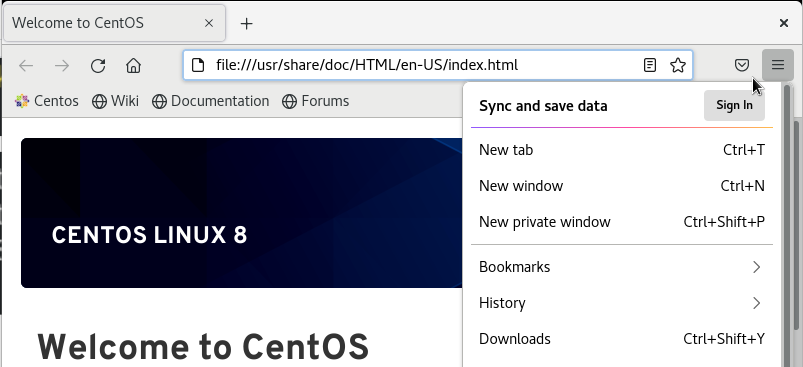 Welcome to CentOS
file:///usr/share/doc/HTML/en-US/index.html
Centos Wiki Documentation Forums
Sync and save data Sign In
New tab Ctrl+T
New window Ctrl+N
New private window Ctrl+Shift+P
Bookmarks
History
Downloads Ctrl+Shift+Y
CENTOS LINUX 8
Welcome to CentOS